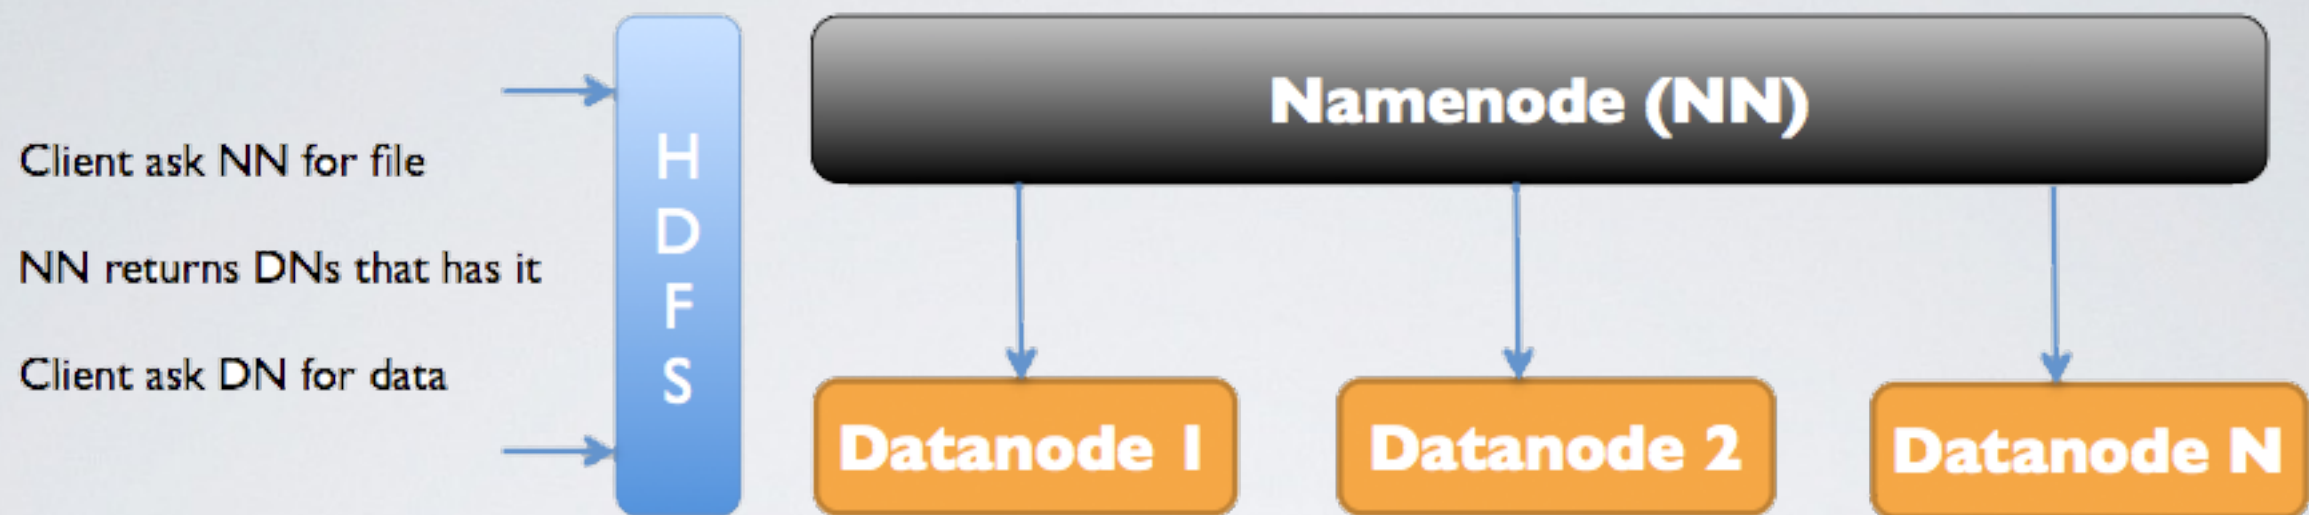 Client ask NN for file
NN returns DNs that has it
Client ask DN for data
H
D
F
S
Namenode (NN)
Datanode 1
Datanode 2
Datanode N